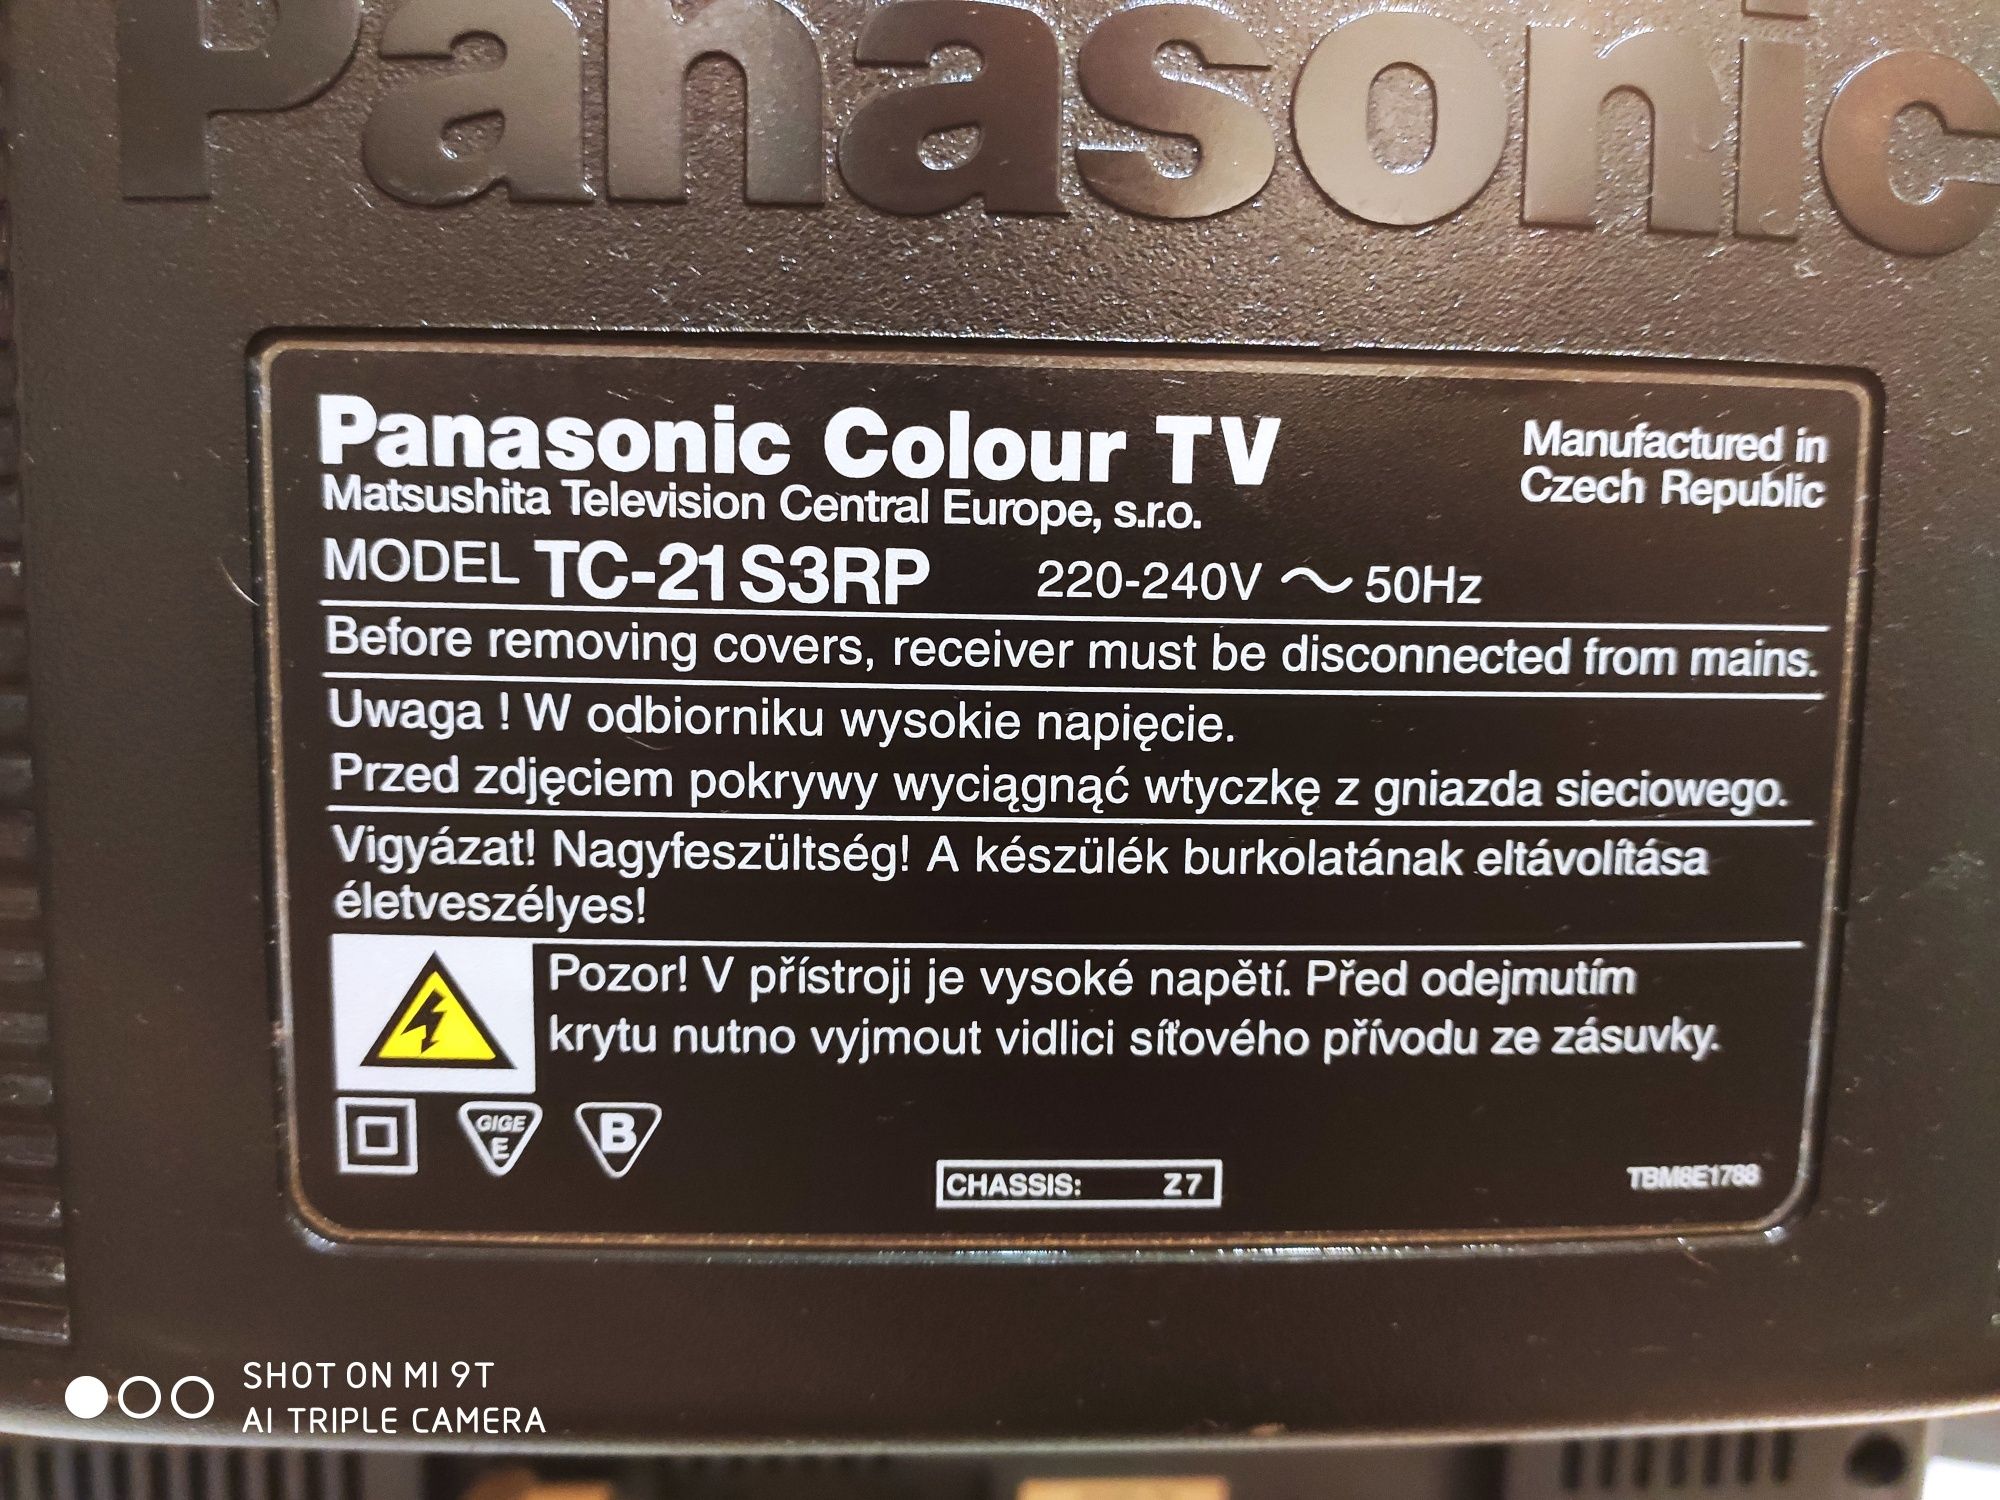 Panasonic
Panasonic Colour TV
Manufactured in
Czech Republic
Matsushita Television Central Europe, s.r.o.
MODEL TC-21S3RP 220-240V ~ 50Hz
Before removing covers, receiver must be disconnected from mains.
Uwaga ! W odbiorniku wysokie napięcie.
Przed zdjęciem pokrywy wyciągnąć wtyczkę z gniazda sieciowego.
Vigyázat! Nagyfeszültség! A készülék burkolatának eltávolítása
életveszélyes!
Pozor! V přístroji je vysoké napětí. Před odejmutím
krytu nutno vyjmout vidlici síťového přívodu ze zásuvky.
GIGE
E
B
CHASSIS: Z7
TBM8E1788
SHOT ON MI 9T
AI TRIPLE CAMERA